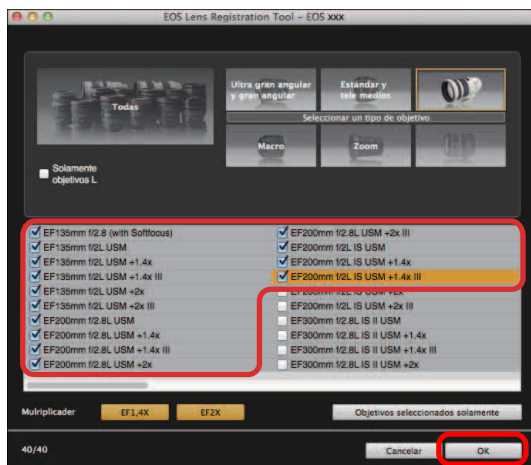 EOS Lens Registration Tool - EOS xxx
Todas
Ultra gran angular
y gran angular
Estándar y
tele medios
Seleccionar un tipo de objetivo
Macro
Zoom
Solamente
objetivos L
EF135mm f/2.8 (with Softfocus)
EF135mm f/2L USM
EF135mm f/2L USM +1.4x
EF135mm f/2L USM +1.4x III
EF135mm f/2L USM +2x
EF135mm f/2L USM +2x III
EF200mm f/2.8L USM
EF200mm f/2.8L USM +1.4x
EF200mm f/2.8L USM +1.4x III
EF200mm f/2.8L USM +2x
EF200mm f/2.8L USM +2x III
EF200mm f/2L IS USM
EF200mm f/2L IS USM +1.4x
EF200mm f/2L IS USM +1.4x III
EF200mm f/2L IS USM +2x
EF200mm f/2L IS USM +2x III
EF300mm f/2.8L IS II USM
EF300mm f/2.8L IS II USM +1.4x
EF300mm f/2.8L IS II USM +1.4x III
EF300mm f/2.8L IS II USM +2x
Mulriplicader
EF1,4X
EF2X
Objetivos seleccionados solamente
40/40
Cancelar
OK